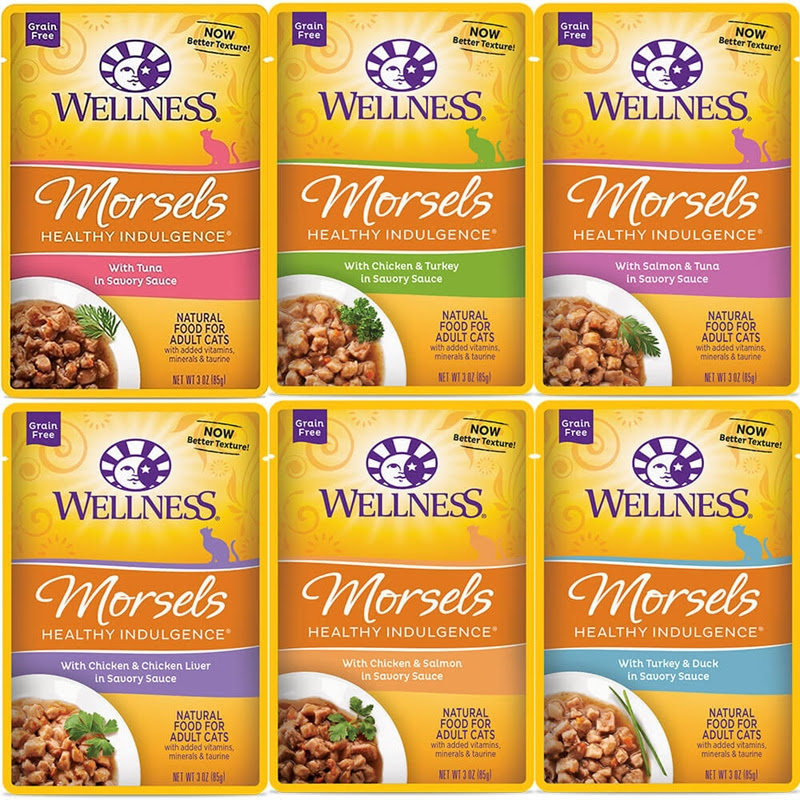 Grain
Free
NOW
Better Texture!
WELLNESS®
Morsels
HEALTHY INDULGENCE®
With Tuna
in Savory Sauce
NATURAL
FOOD FOR
ADULT CATS
with added vitamins,
minerals & taurine
NET WT 3 OZ (85g)
Grain
Free
NOW
Better Texture!
WELLNESS®
Morsels
HEALTHY INDULGENCE®
With Chicken & Turkey
in Savory Sauce
NATURAL
FOOD FOR
ADULT CATS
with added vitamins,
minerals & taurine
NET WT 3 OZ (85g)
Grain
Free
NOW
Better Texture!
WELLNESS®
Morsels
HEALTHY INDULGENCE®
With Salmon & Tuna
in Savory Sauce
NATURAL
FOOD FOR
ADULT CATS
with added vitamins,
minerals & taurine
NET WT 3 OZ (85g)
Grain
Free
NOW
Better Texture!
WELLNESS®
Morsels
HEALTHY INDULGENCE®
With Chicken & Chicken Liver
in Savory Sauce
NATURAL
FOOD FOR
ADULT CATS
with added vitamins,
minerals & taurine
NET WT 3 OZ (85g)
Grain
Free
NOW
Better Texture!
WELLNESS®
Morsels
HEALTHY INDULGENCE®
With Chicken & Salmon
in Savory Sauce
NATURAL
FOOD FOR
ADULT CATS
with added vitamins,
minerals & taurine
NET WT 3 OZ (85g)
Grain
Free
NOW
Better Texture!
WELLNESS®
Morsels
HEALTHY INDULGENCE®
With Turkey & Duck
in Savory Sauce
NATURAL
FOOD FOR
ADULT CATS
with added vitamins,
minerals & taurine
NET WT 3 OZ (85g)